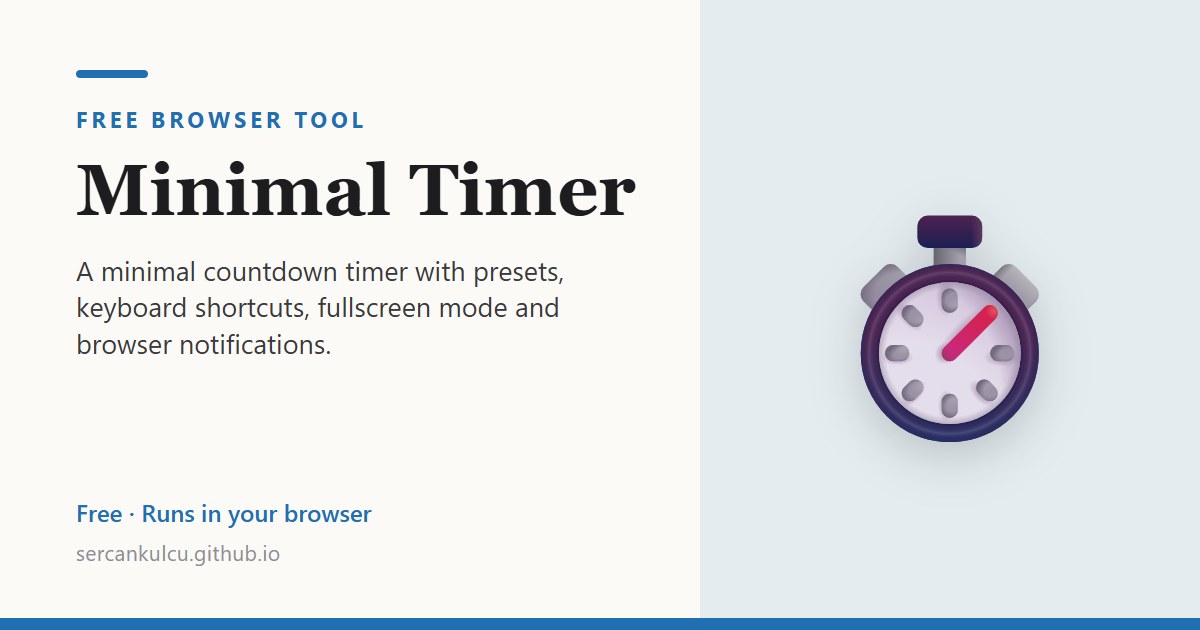 FREE BROWSER TOOL
Minimal Timer
A minimal countdown timer with presets,
keyboard shortcuts, fullscreen mode and
browser notifications.
Free · Runs in your browser
sercankulcu.github.io